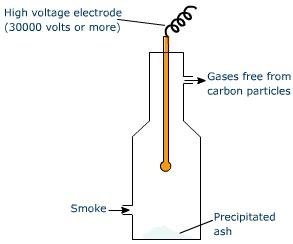 High voltage electrode
(30000 volts or more)
Gases free from
carbon particles
Smoke
Precipitated
ash